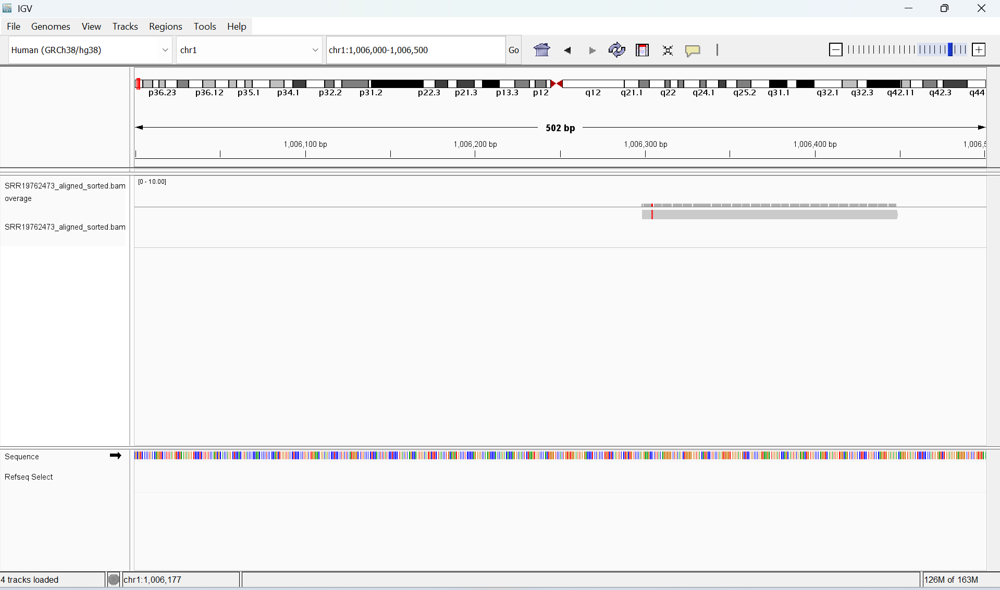 IGV
File Genomes View Tracks Regions Tools Help
Human (GRCh38/hg38) chr1 chr1:1,006,000-1,006,500 Go
p36.23 p36.12 p35.1 p34.1 p32.2 p31.2 p22.3 p21.3 p13.3 p12 q12 q21.1 q22 q24.1 q25.2 q31.1 q32.1 q32.3 q42.11 q42.3 q44
502 bp
1,006,100 bp 1,006,200 bp 1,006,300 bp 1,006,400 bp 1,006,5
[0 - 10.00]
SRR19762473_aligned_sorted.bam
overage
SRR19762473_aligned_sorted.bam
Sequence
Refseq Select
4 tracks loaded chr1:1,006,177 126M of 163M